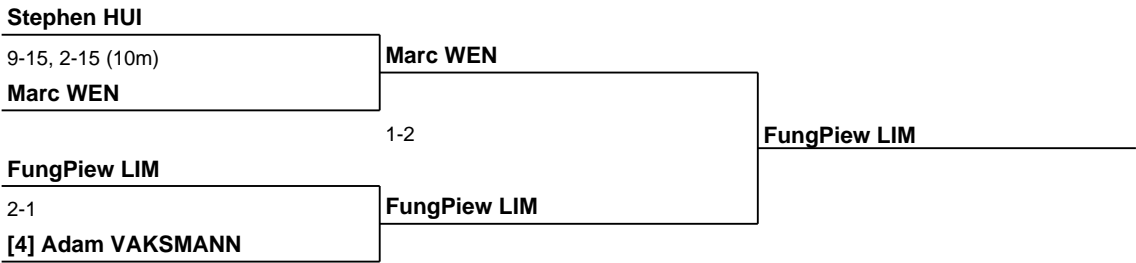 Stephen HUI
9-15, 2-15 (10m)
Marc WEN
Marc WEN
1-2
FungPiew LIM
FungPiew LIM
2-1
FungPiew LIM
[4] Adam VAKSMANN